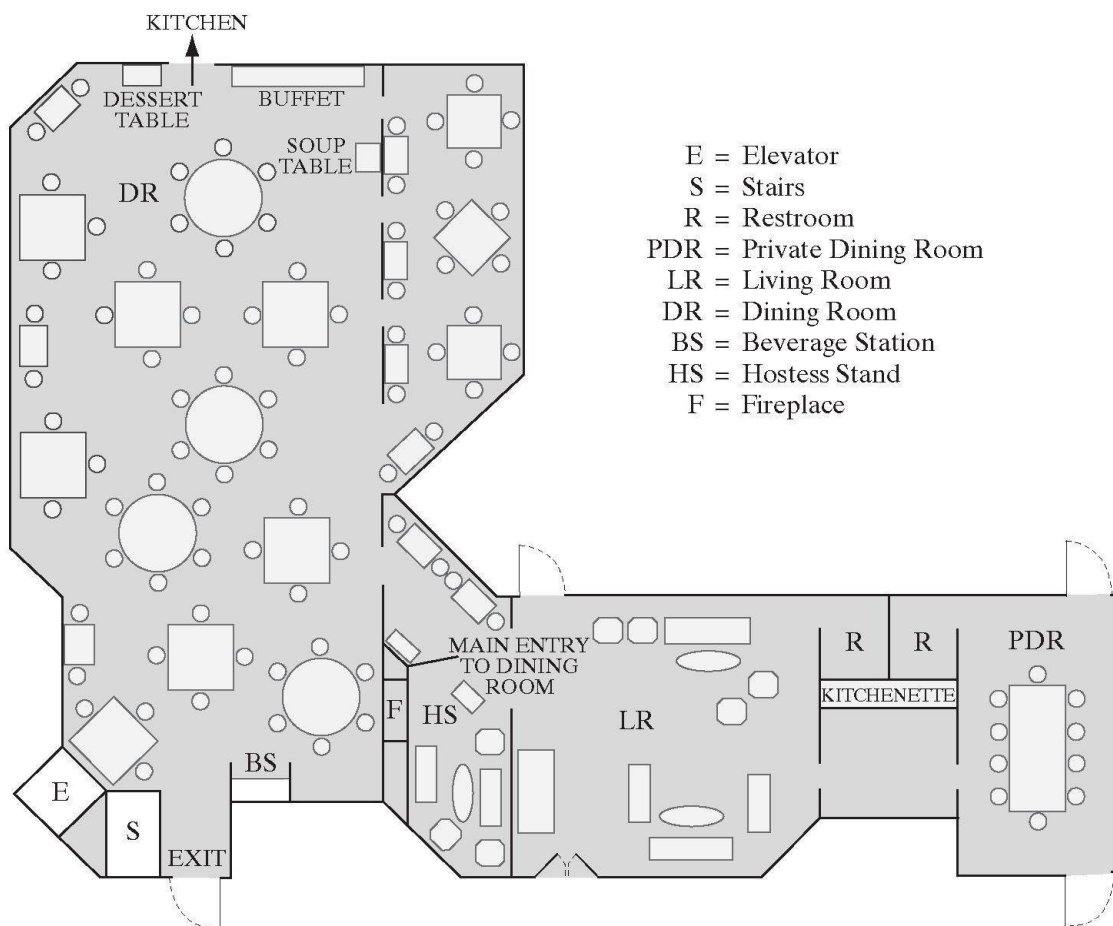 KITCHEN
DESSERT
TABLE
BUFFET
SOUP
TABLE
DR
E = Elevator
S = Stairs
R = Restroom
PDR = Private Dining Room
LR = Living Room
DR = Dining Room
BS = Beverage Station
HS = Hostess Stand
F = Fireplace
MAIN ENTRY
TO DINING
ROOM
R
R
PDR
KITCHENETTE
F
HS
LR
BS
E
S
EXIT